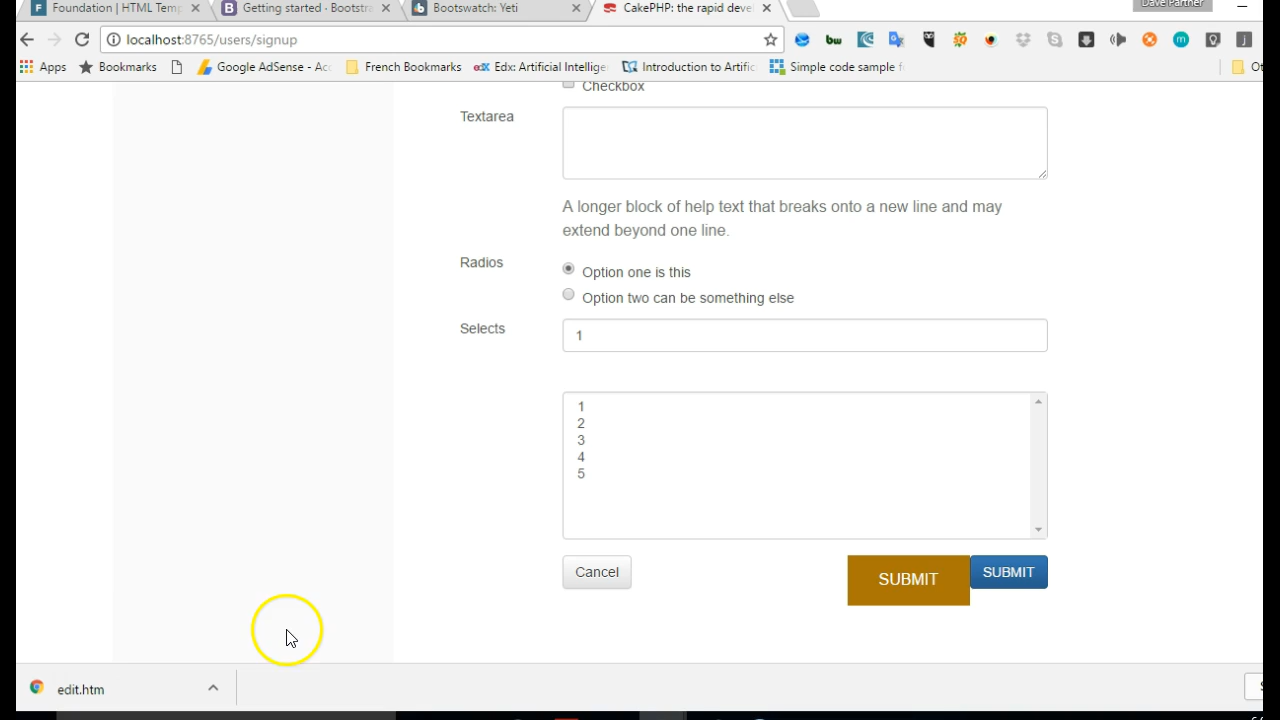 Foundation | HTML Temp
Getting started · Bootstra
Bootswatch: Yeti
CakePHP: the rapid deve
Dave Partner
localhost:8765/users/signup
Apps
Bookmarks
Google AdSense - Ac
French Bookmarks
Edx: Artificial Intellige
Introduction to artific
Simple code sample f
Ot
Checkbox
Textarea
A longer block of help text that breaks onto a new line and may
extend beyond one line.
Radios
Option one is this
Option two can be something else
Selects
1
1
2
3
4
5
Cancel
SUBMIT
SUBMIT
edit.htm